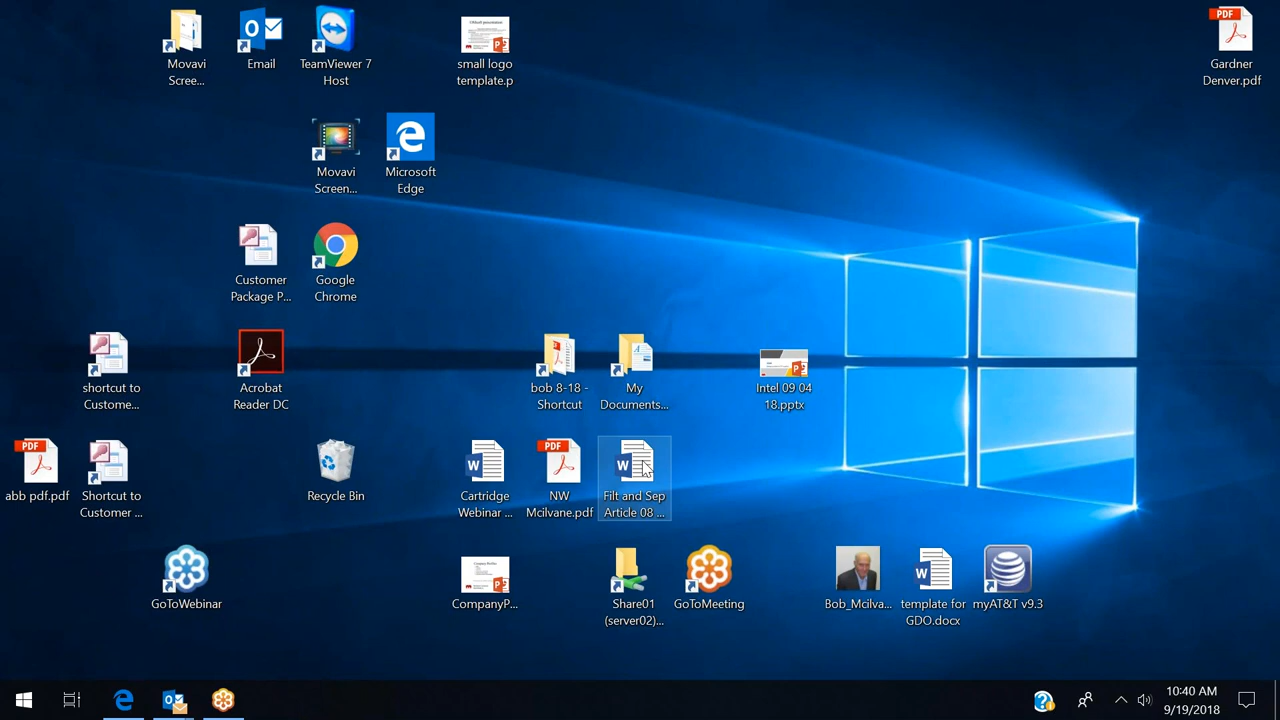 Movavi
Scree...
Email
TeamViewer 7
Host
small logo
template.p
PDF
Gardner
Denver.pdf
Movavi
Screen...
Microsoft
Edge
Customer
Package P...
Google
Chrome
shortcut to
Custome...
Acrobat
Reader DC
bob 8-18 -
Shortcut
My
Documents...
Intel 09 04
18.pptx
PDF
abb pdf.pdf
Shortcut to
Customer ...
Recycle Bin
Cartridge
Webinar ...
PDF
NW
Mcilvane.pdf
Filt and Sep
Article 08 ...
GoToWebinar
CompanyP...
Share01
(server02)...
GoToMeeting
Bob_Mcilva...
template for
GDO.docx
myAT&T v9.3
10:40 AM
9/19/2018